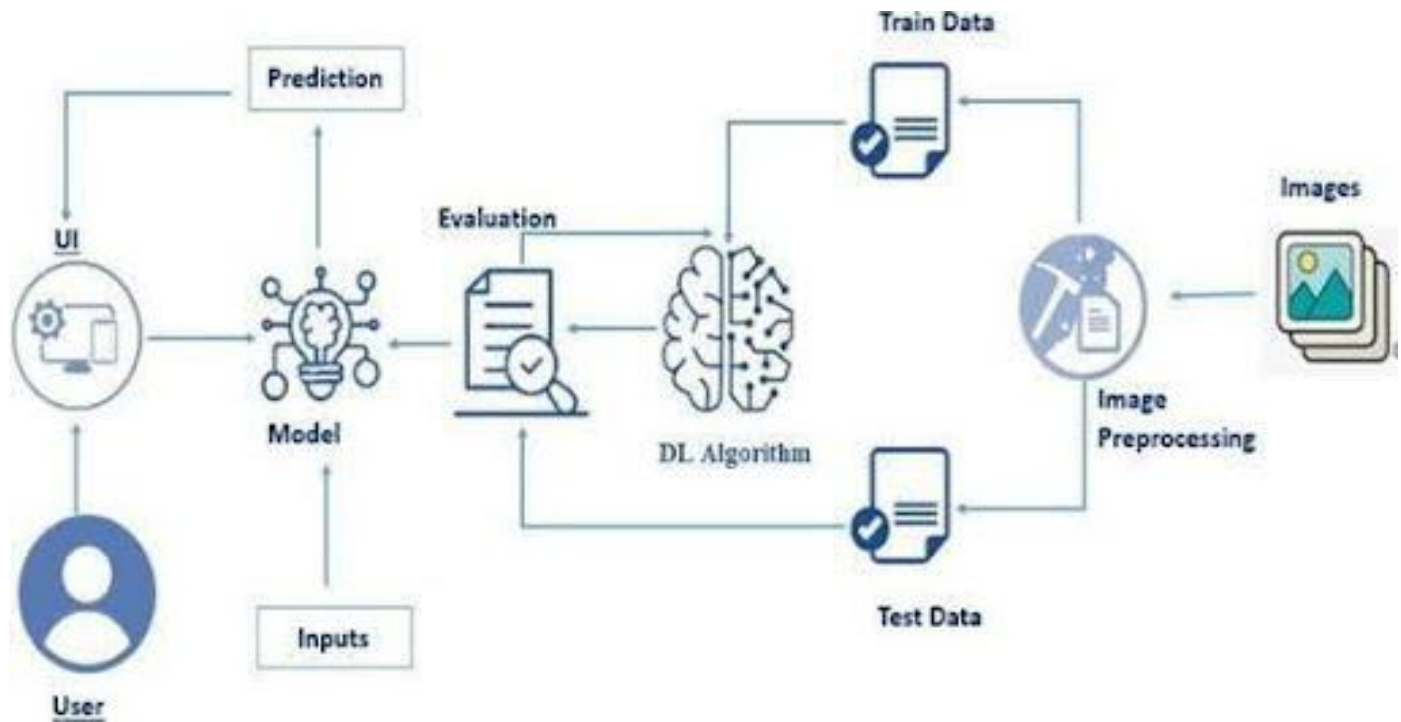 Train Data
Prediction
Images
Evaluation
UI
Image
Preprocessing
Model
DL Algorithm
Test Data
Inputs
User